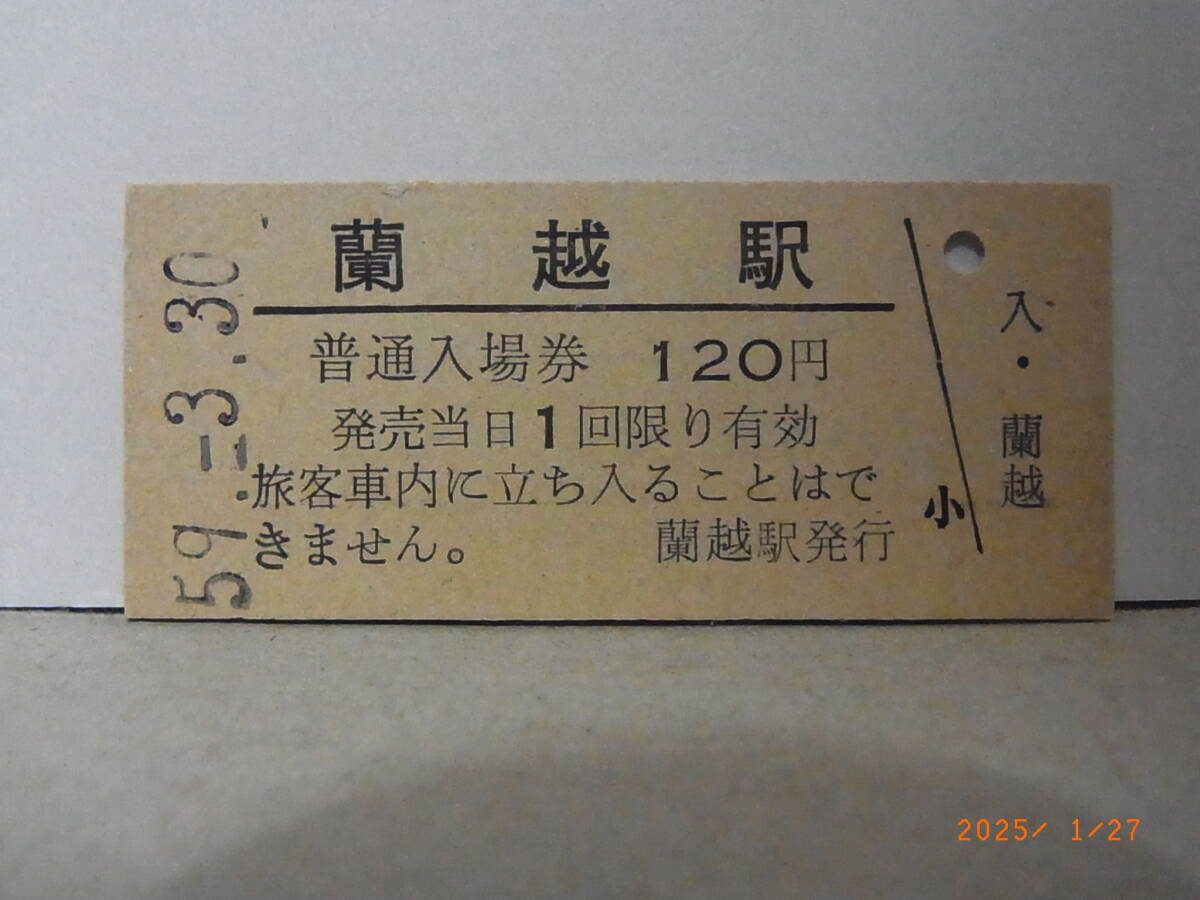 蘭越駅
普通入場券 120円
発売当日1回限り有効
旅客車内に立ち入ることはで
きません。 蘭越駅発行
59.-3.30
小
入・蘭越
2025/ 1/27